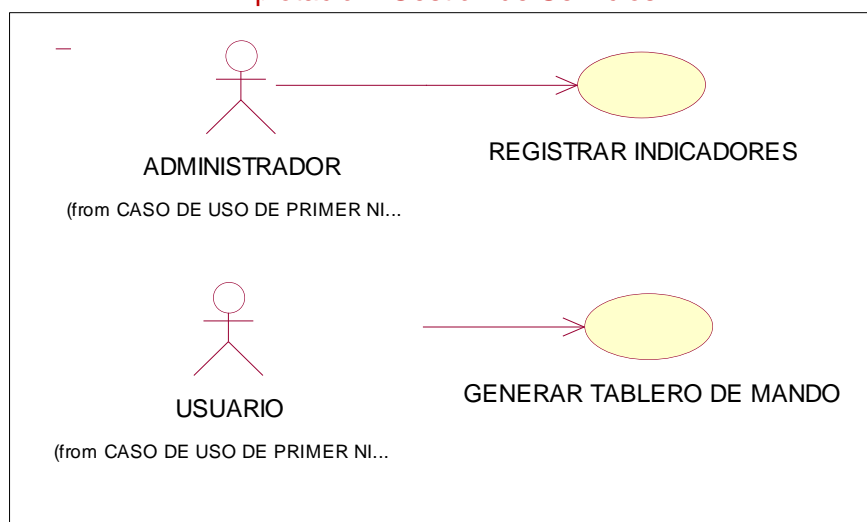 ADMINISTRADOR
REGISTRAR INDICADORES
(from CASO DE USO DE PRIMER NI...
USUARIO
GENERAR TABLERO DE MANDO
(from CASO DE USO DE PRIMER NI...